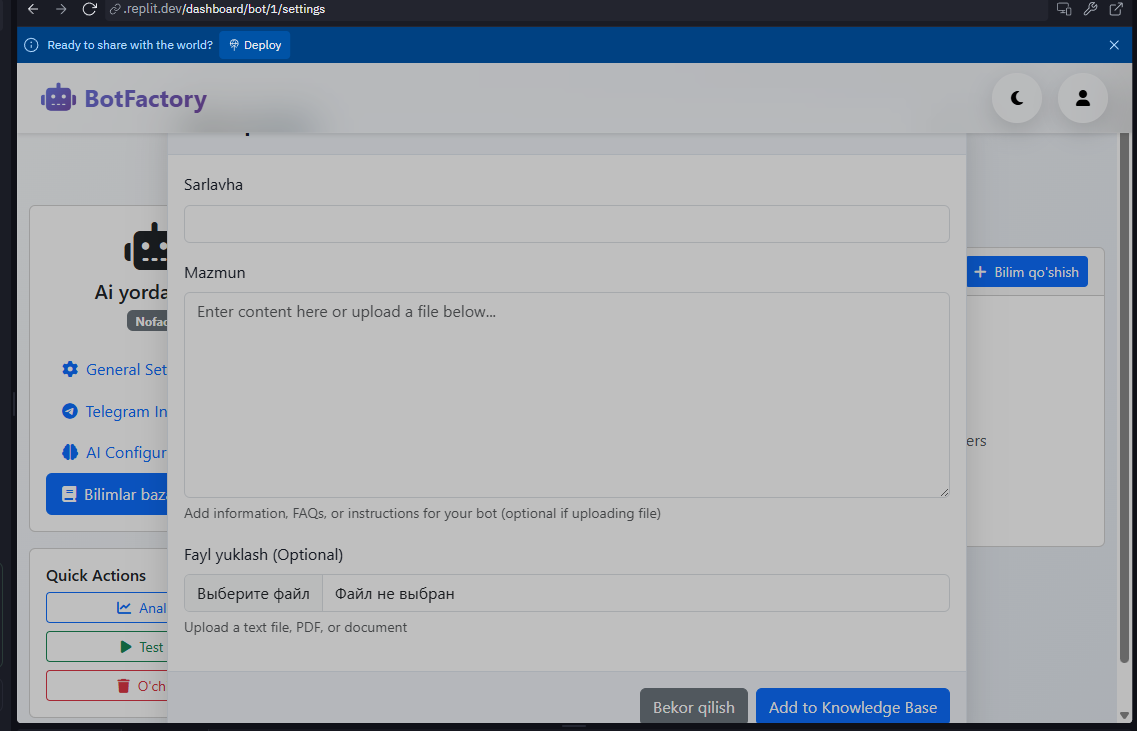 .replit.dev/dashboard/bot/1/settings
Ready to share with the world? Deploy
BotFactory
Sarlavha
Mazmun
Enter content here or upload a file below...
Add information, FAQs, or instructions for your bot (optional if uploading file)
Fayl yuklash (Optional)
Выберите файл Файл не выбран
Upload a text file, PDF, or document
Bekor qilish Add to Knowledge Base
Ai yorda
Nofao
General Set
Telegram In
AI Configur
Bilimlar baza
Quick Actions
Anal
Test
O'ch
Bilim qo'shish
ers